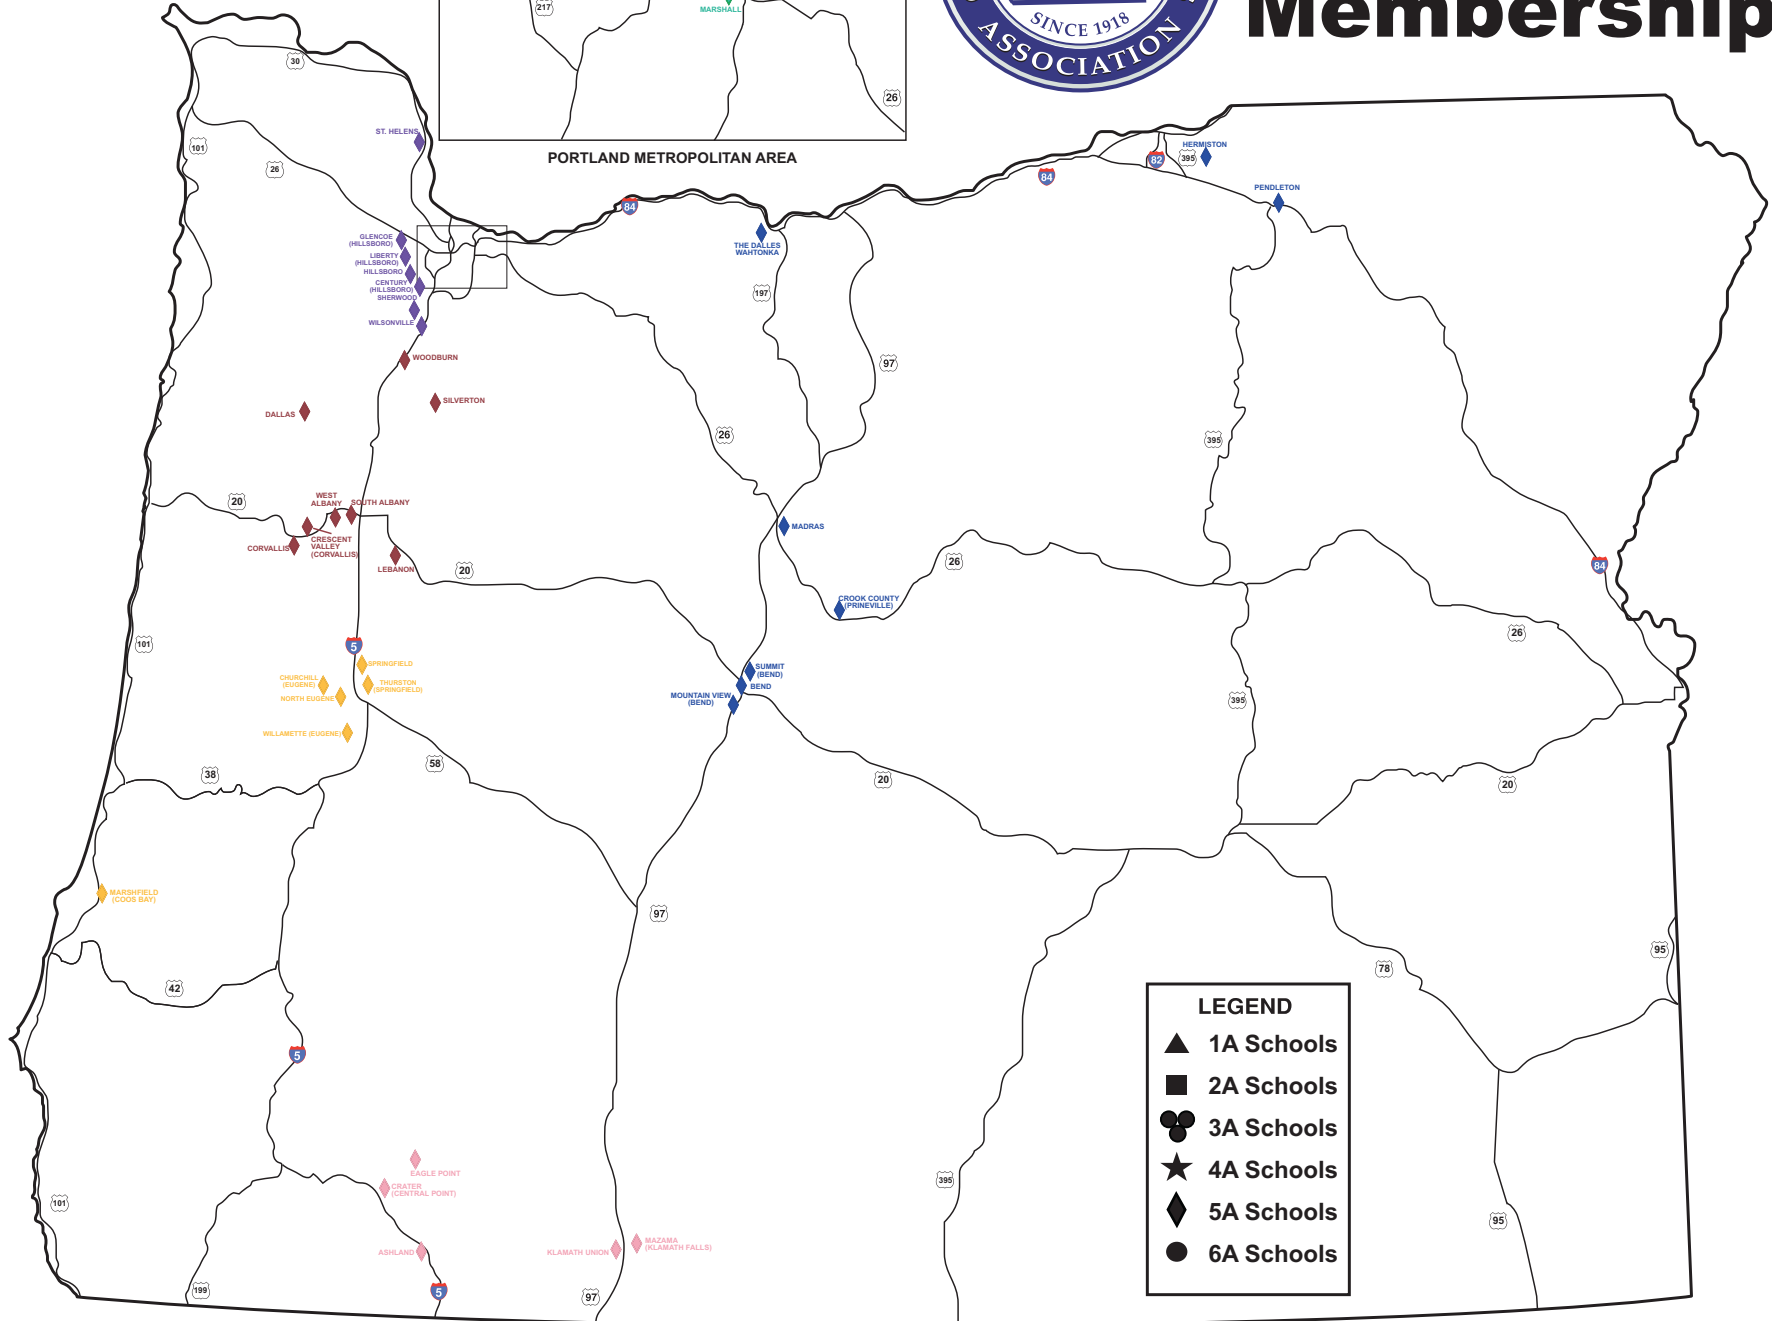 217
MARSHALL
SINCE 1918
ASSOCIATION
Membership
30
26
ST. HELENS
101
PORTLAND METROPOLITAN AREA
82
395
HERMISTON
26
84
84
PENDLETON
GLENCOE
(HILLSBORO)
LIBERTY
(HILLSBORO)
HILLSBORO
CENTURY
(HILLSBORO)
SHERWOOD
WILSONVILLE
THE DALLES
WAHTONKA
197
WOODBURN
97
SILVERTON
DALLAS
26
395
20
WEST
ALBANY
SOUTH ALBANY
MADRAS
CORVALLIS
CRESCENT
VALLEY
(CORVALLIS)
LEBANON
20
26
84
CROOK COUNTY
(PRINEVILLE)
101
5
26
SPRINGFIELD
CHURCHILL
(EUGENE)
THURSTON
(SPRINGFIELD)
NORTH EUGENE
SUMMIT
(BEND)
BEND
MOUNTAIN VIEW
(BEND)
395
WILLAMETTE (EUGENE)
58
38
20
20
MARSHFIELD
(COOS BAY)
97
95
78
42
5
LEGEND
1A Schools
2A Schools
3A Schools
4A Schools
5A Schools
6A Schools
EAGLE POINT
CRATER
(CENTRAL POINT)
395
101
95
ASHLAND
KLAMATH UNION
MAZAMA
(KLAMATH FALLS)
199
5
97